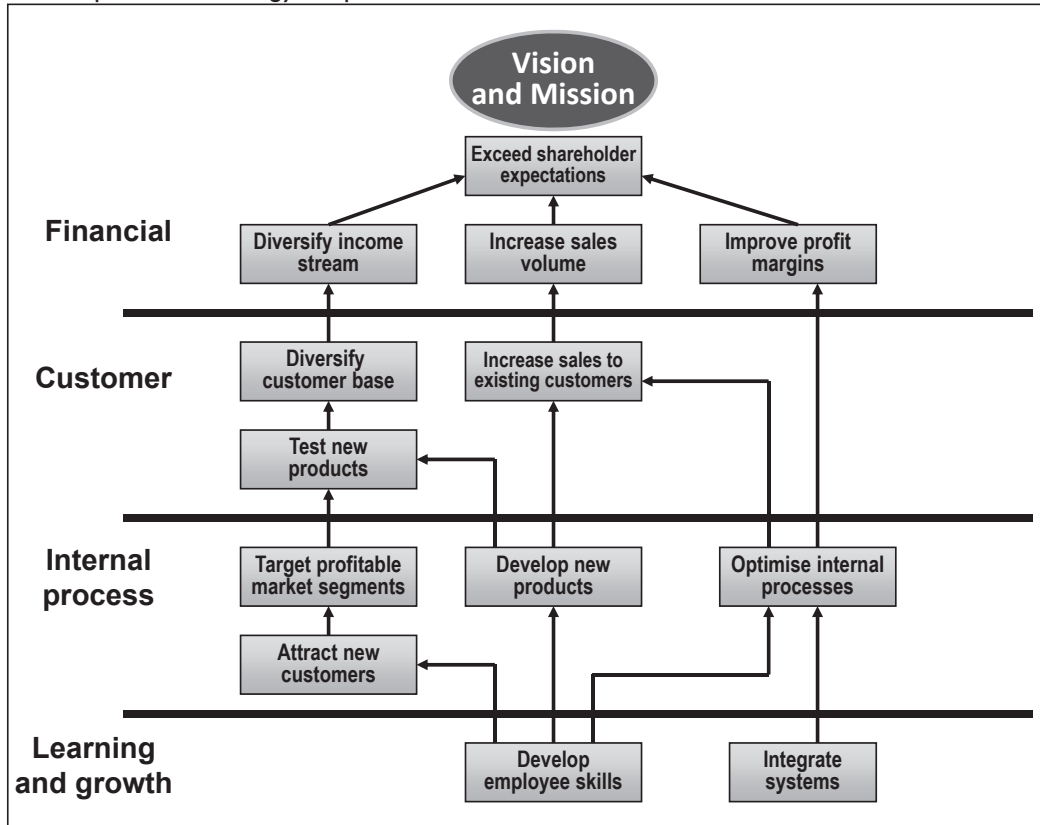 Vision
and Mission
Exceed shareholder
expectations
Financial
Diversify income
stream
Increase sales
volume
Improve profit
margins
Customer
Diversify
customer base
Increase sales to
existing customers
Test new
products
Internal
process
Target profitable
market segments
Develop new
products
Optimise internal
processes
Attract new
customers
Learning
and growth
Develop
employee skills
Integrate
systems